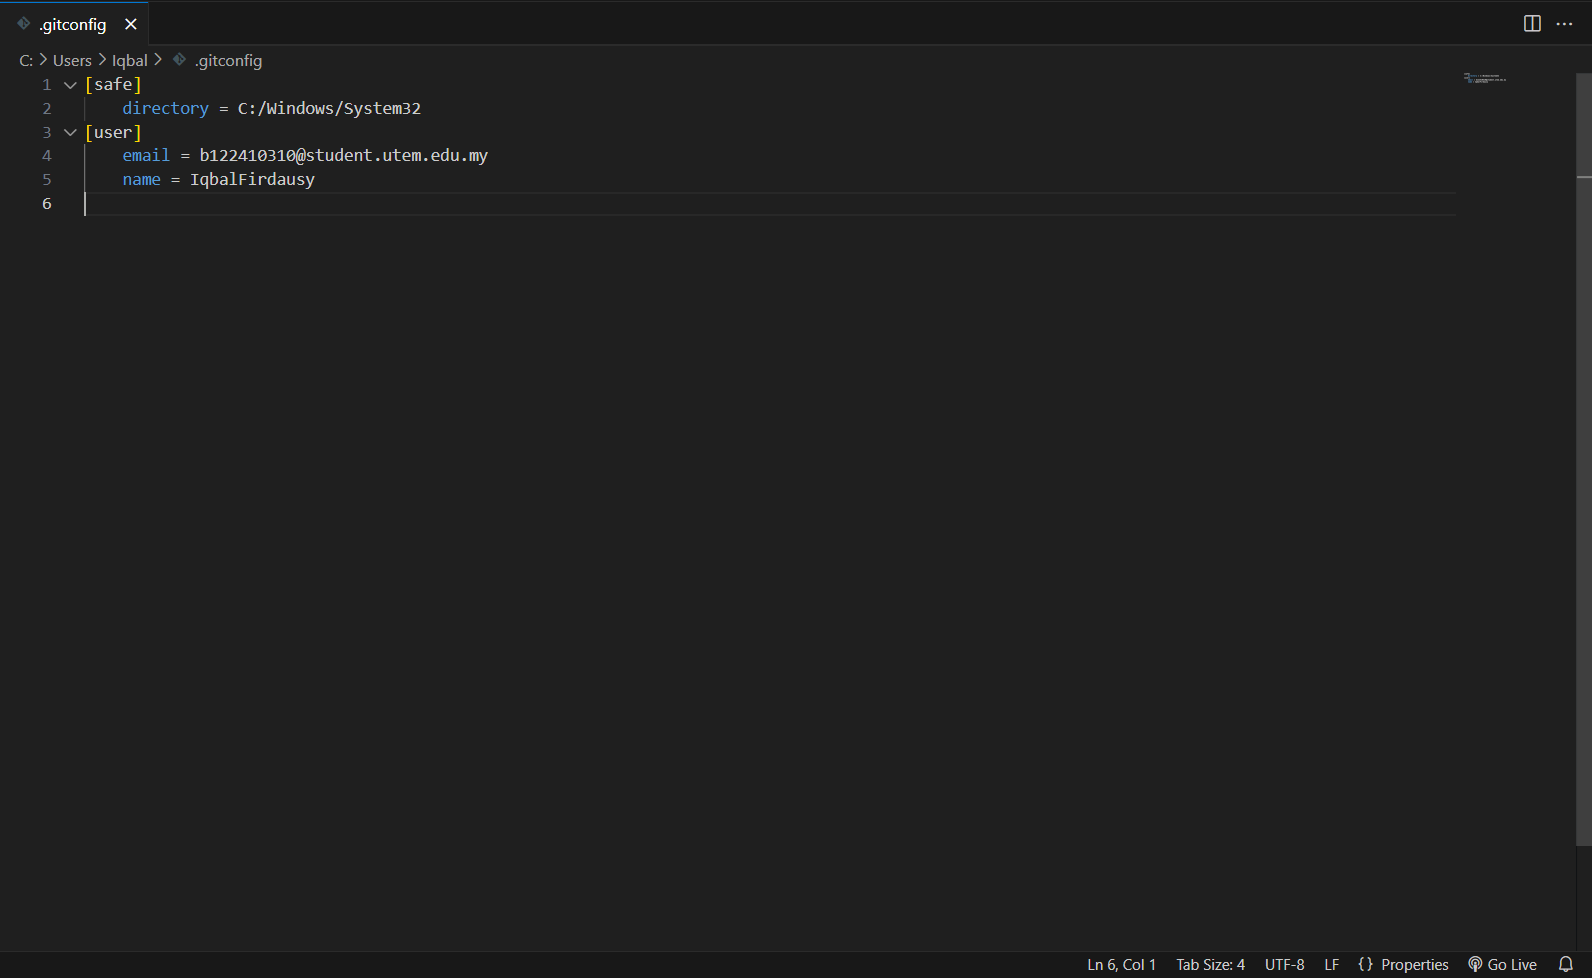 .gitconfig
C: > Users > Iqbal > .gitconfig
1 [safe]
2 directory = C:/Windows/System32
3 [user]
4 email = b122410310@student.utem.edu.my
5 name = IqbalFirdausy
6
Ln 6, Col 1 Tab Size: 4 UTF-8 LF {} Properties Go Live